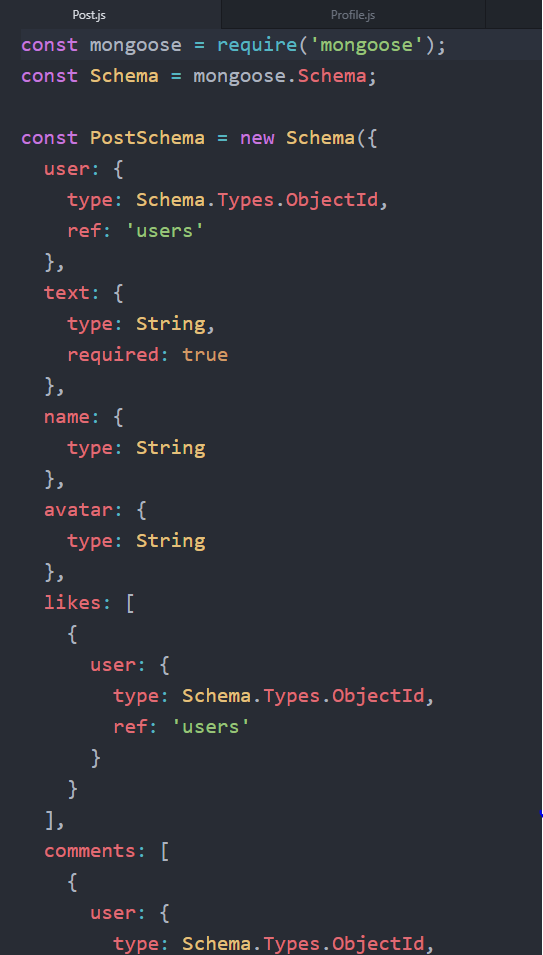 Post.js Profile.js
const mongoose = require('mongoose');
const Schema = mongoose.Schema;
const PostSchema = new Schema({
user: {
type: Schema.Types.ObjectId,
ref: 'users'
},
text: {
type: String,
required: true
},
name: {
type: String
},
avatar: {
type: String
},
likes: [
{
user: {
type: Schema.Types.ObjectId,
ref: 'users'
}
}
],
comments: [
{
user: {
type: Schema.Types.ObjectId,